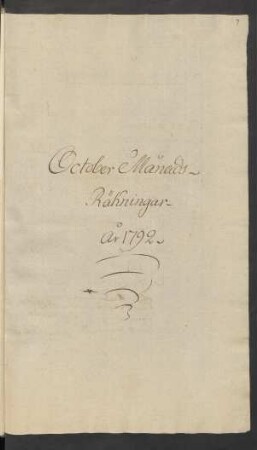 October Månads
Räkningar
År 1792